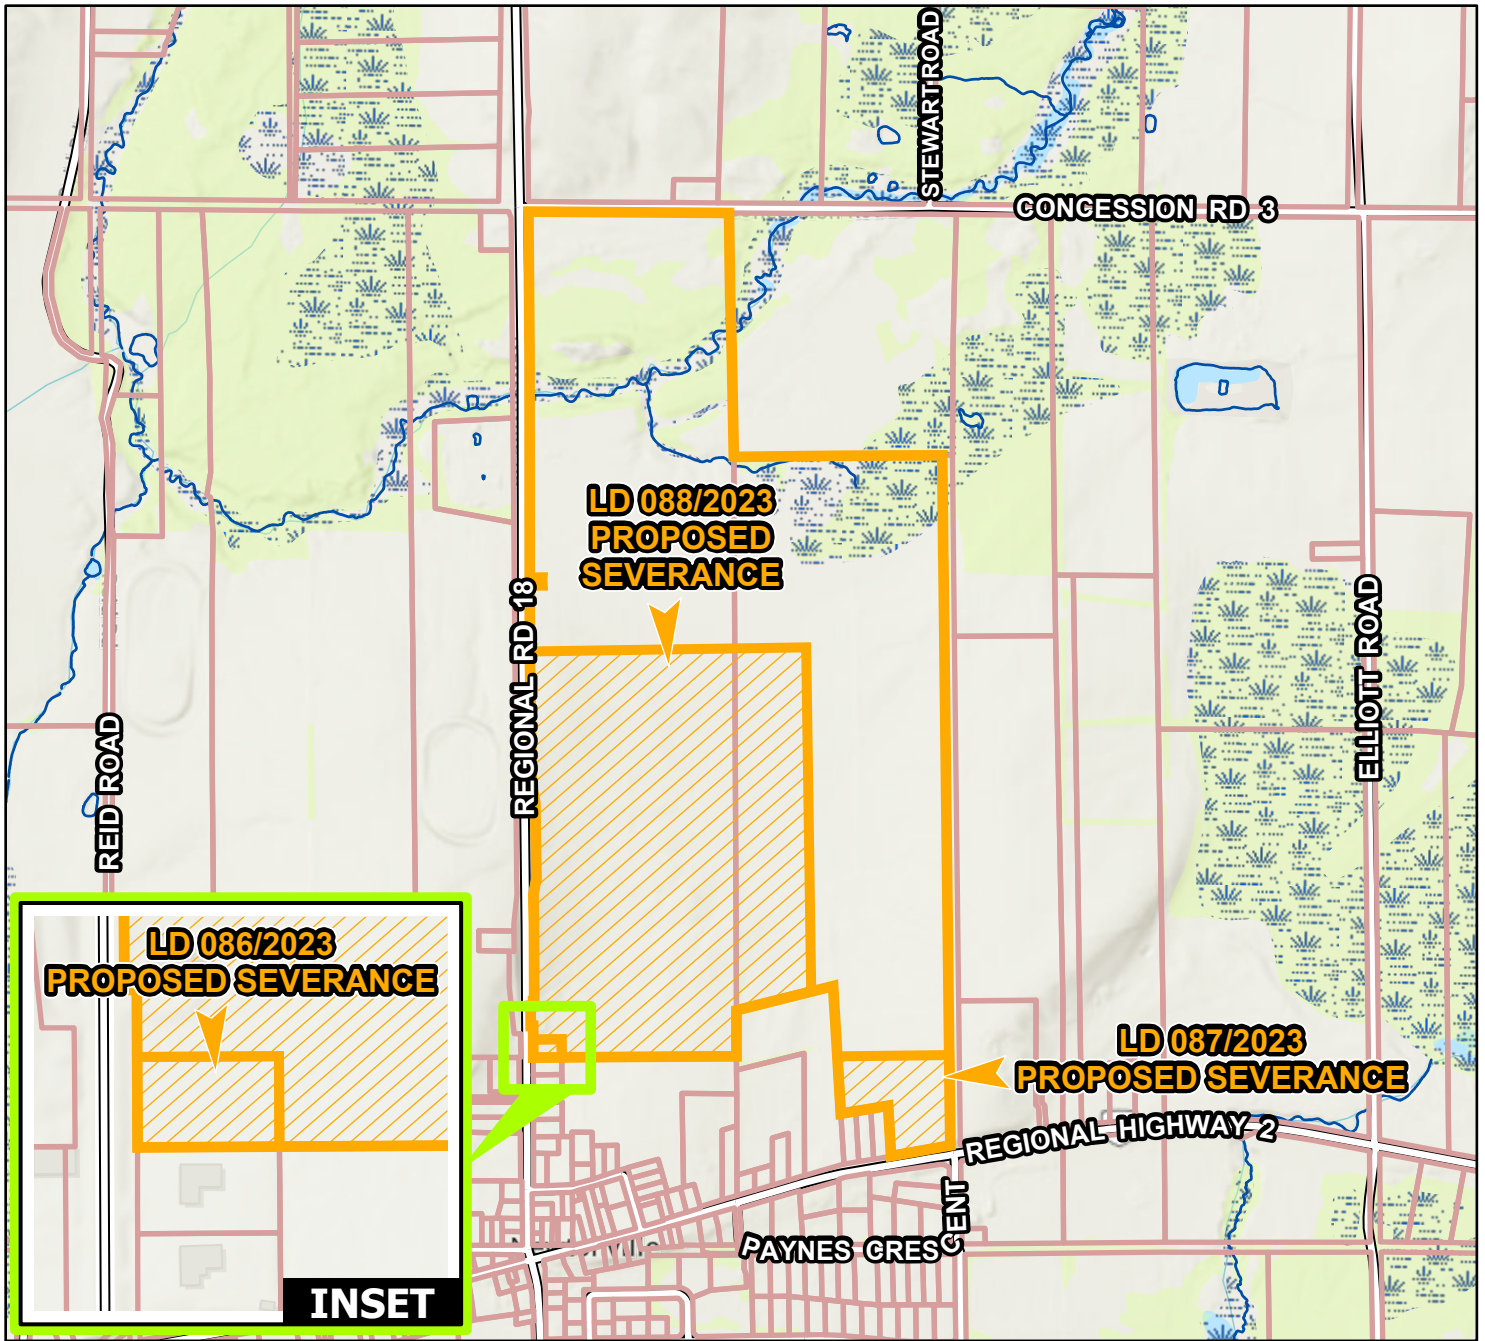 STEWART ROAD
CONCESSION RD 3
LD 088/2023
PROPOSED
SEVERANCE
REGIONAL RD 18
ELLIOTT ROAD
REID ROAD
LD 086/2023
PROPOSED SEVERANCE
LD 087/2023
PROPOSED SEVERANCE
REGIONAL HIGHWAY 2
PAYNES CRESCENT
INSET